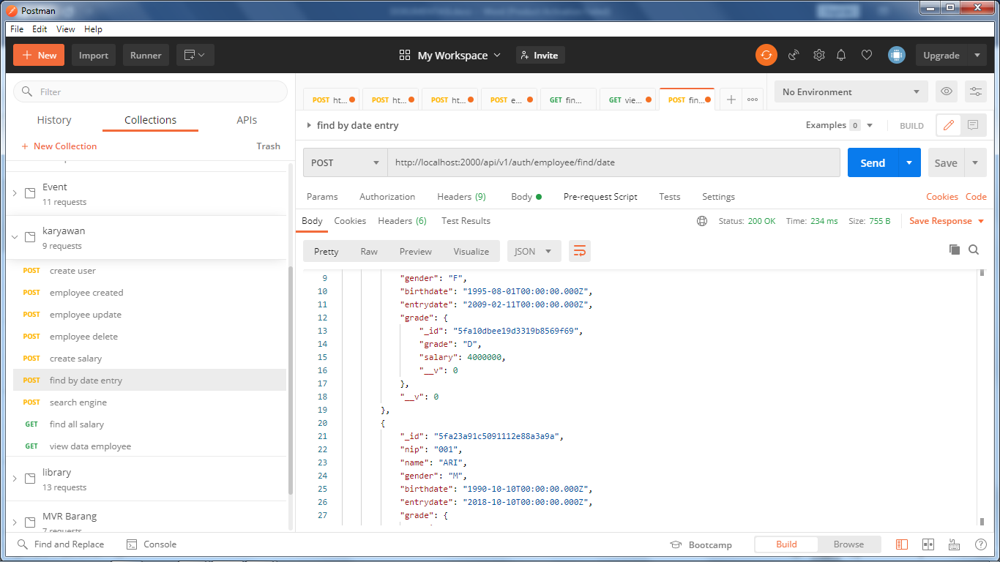 Postman
File Edit View Help
+ New Import Runner My Workspace Invite Upgrade
Filter
History Collections APIs
+ New Collection Trash
Event
11 requests
karyawan
9 requests
POST create user
POST employee created
POST employee update
POST employee delete
POST create salary
POST find by date entry
POST search engine
GET find all salary
GET view data employee
library
13 requests
MVR Barang
7 requests
POST ht... POST ht... POST ht... POST e... GET fin... GET vie... POST fin... + ooo
No Environment
find by date entry
Examples 0 BUILD
POST http://localhost:2000/api/v1/auth/employee/find/date Send Save
Params Authorization Headers (9) Body Pre-request Script Tests Settings Cookies Code
Body Cookies Headers (6) Test Results Status: 200 OK Time: 234 ms Size: 755 B Save Response
Pretty Raw Preview Visualize JSON
9 "gender": "F",
10 "birthdate": "1995-08-01T00:00:00.000Z",
11 "entrydate": "2009-02-11T00:00:00.000Z",
12 "grade": {
13 "_id": "5fa10dbee19d3319b8569f69",
14 "grade": "D",
15 "salary": 4000000,
16 "__v": 0
17 },
18 "__v": 0
19 },
20 {
21 "_id": "5fa23a91c5091112e88a3a9a",
22 "nip": "001",
23 "name": "ARI",
24 "gender": "M",
25 "birthdate": "1990-10-10T00:00:00.000Z",
26 "entrydate": "2018-10-10T00:00:00.000Z",
27 "grade": {
Find and Replace Console Bootcamp Build Browse